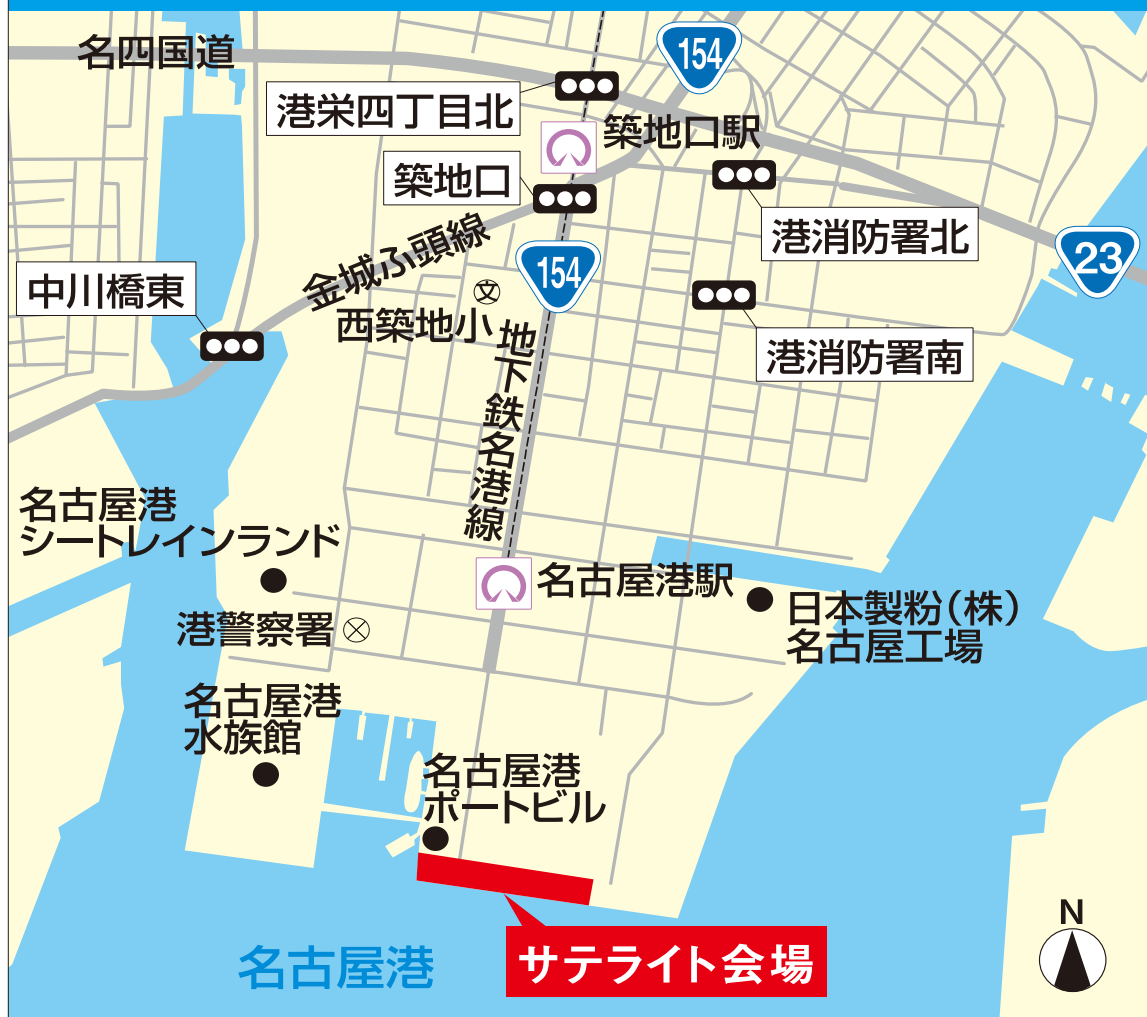 名四国道
154
港栄四丁目北
築地口駅
築地口
港消防署北
金城ふ頭線
154
23
中川橋東
文
西築地小
港消防署南
地下鉄名港線
名古屋港
シートレインランド
名古屋港駅
日本製粉(株)
名古屋工場
港警察署
名古屋港
水族館
名古屋港
ポートビル
N
名古屋港
サテライト会場